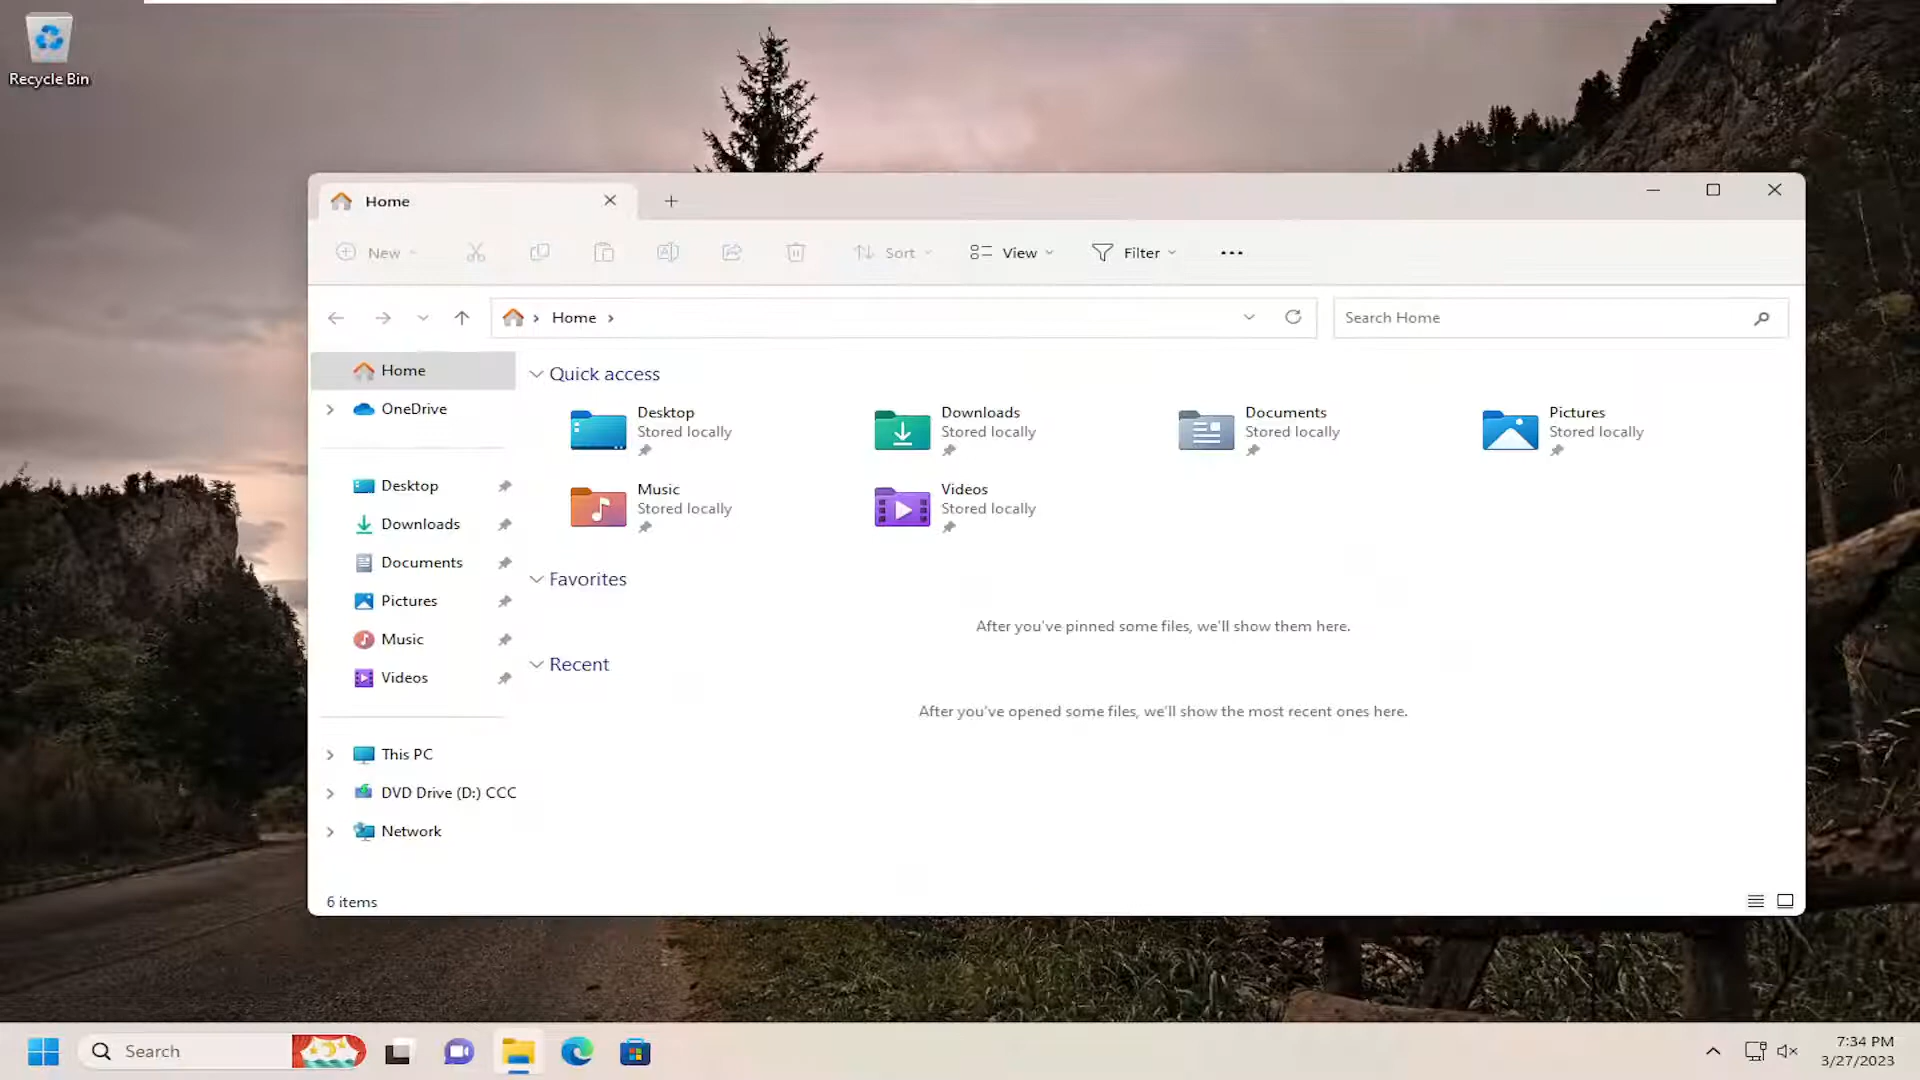 Recycle Bin
Home
New
Sort
View
Filter
Home
Search Home
Home
OneDrive
Desktop
Downloads
Documents
Pictures
Music
Videos
This PC
DVD Drive (D:) CCC
Network
Quick access
Desktop
Stored locally
Downloads
Stored locally
Documents
Stored locally
Pictures
Stored locally
Music
Stored locally
Videos
Stored locally
Favorites
After you've pinned some files, we'll show them here.
Recent
After you've opened some files, we'll show the most recent ones here.
6 items
Search
7:34 PM
3/27/2023